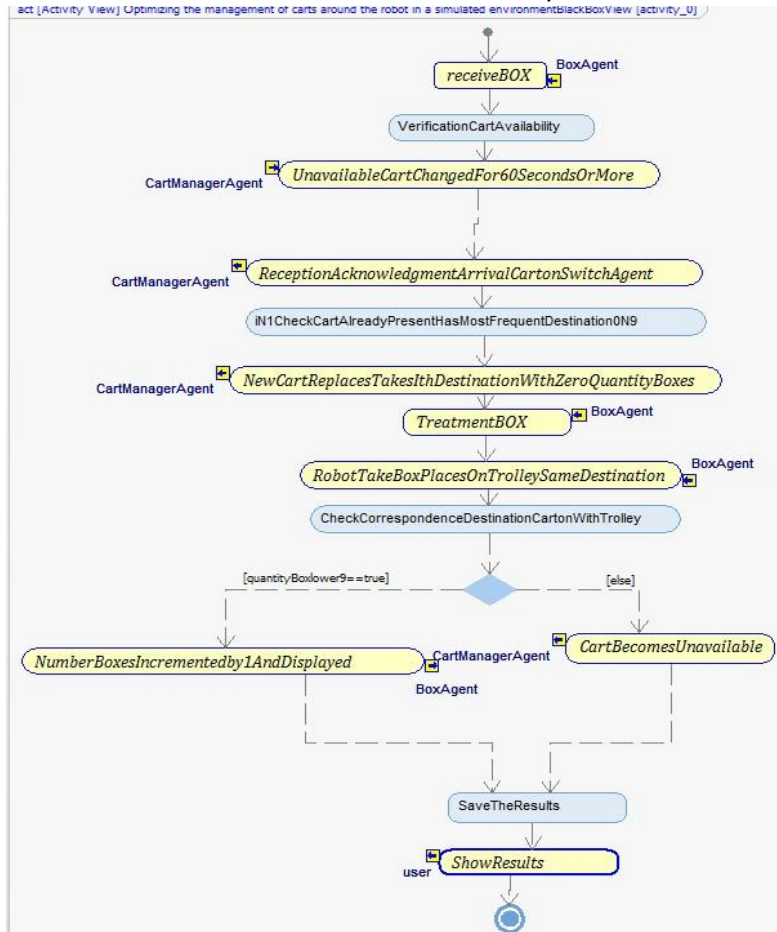 act [Activity View] Optimizing the management of carts around the robot in a simulated environmentBlackBoxView [activity_0]
BoxAgent
receiveBOX
VerificationCartAvailability
UnavailableCartChangedFor60SecondsOrMore
CartManagerAgent
ReceptionAcknowledgmentArrivalCartonSwitchAgent
CartManagerAgent
iN1CheckCartAlreadyPresentHasMostFrequentDestination0N9
NewCartReplacesTakesIthDestinationWithZeroQuantityBoxes
CartManagerAgent
TreatmentBOX
BoxAgent
RobotTakeBoxPlacesOnTrolleySameDestination
BoxAgent
CheckCorrespondenceDestinationCartonWithTrolley
[quantityBoxlower9==true]
[else]
NumberBoxesIncrementedby1AndDisplayed
BoxAgent
CartManagerAgent
CartBecomesUnavailable
SaveTheResults
ShowResults
user